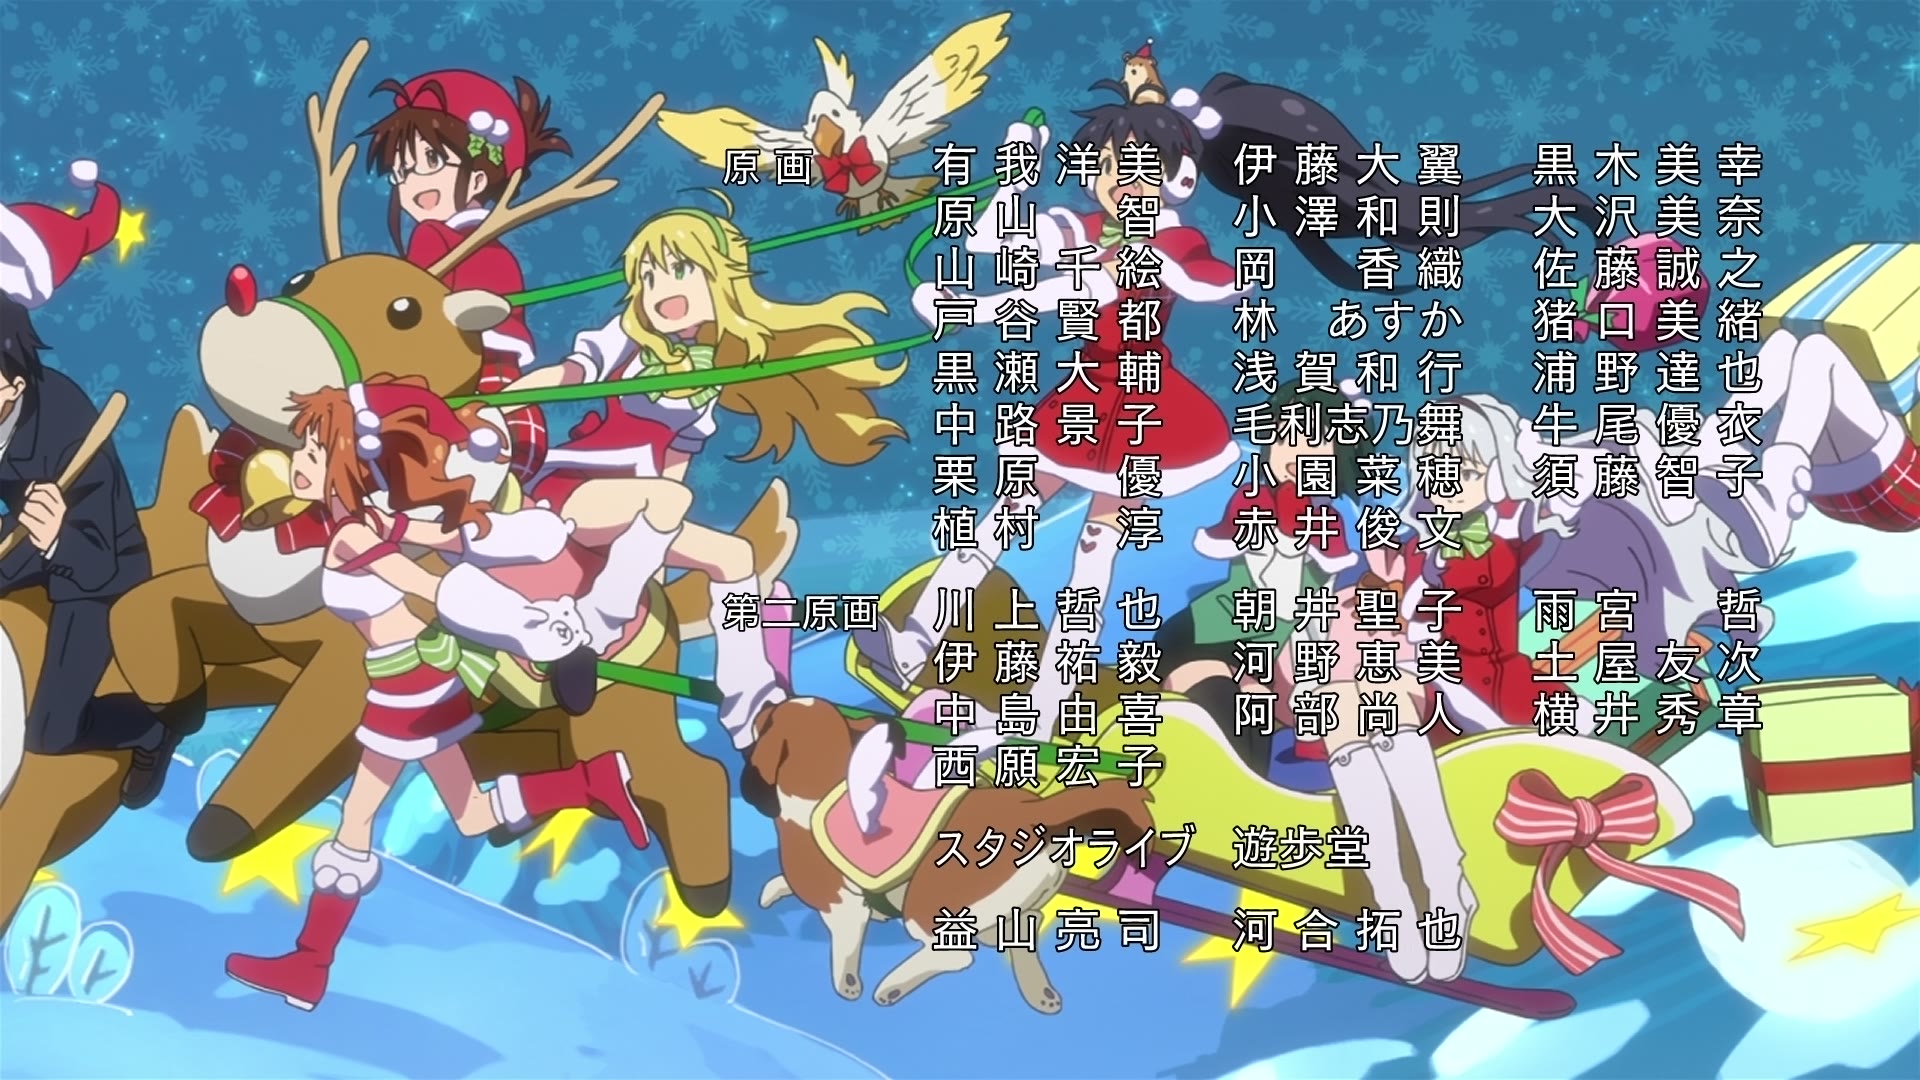 原画 有我洋美 伊藤大翼 黒木美幸
原山 智 小澤和則 大沢美奈
山崎千絵 岡 香織 佐藤誠之
戸谷賢都 林 あすか 猪口美緒
黒瀬大輔 浅賀和行 浦野達也
中路景子 毛利志乃舞 牛尾優衣
栗原 優 小園菜穂 須藤智子
植村 淳 赤井俊文
第二原画 川上哲也 朝井聖子 雨宮 哲
伊藤祐毅 河野恵美 土屋友次
中島由喜 阿部尚人 横井秀章
西願宏子
スタジオライブ 遊歩堂
益山亮司 河合拓也